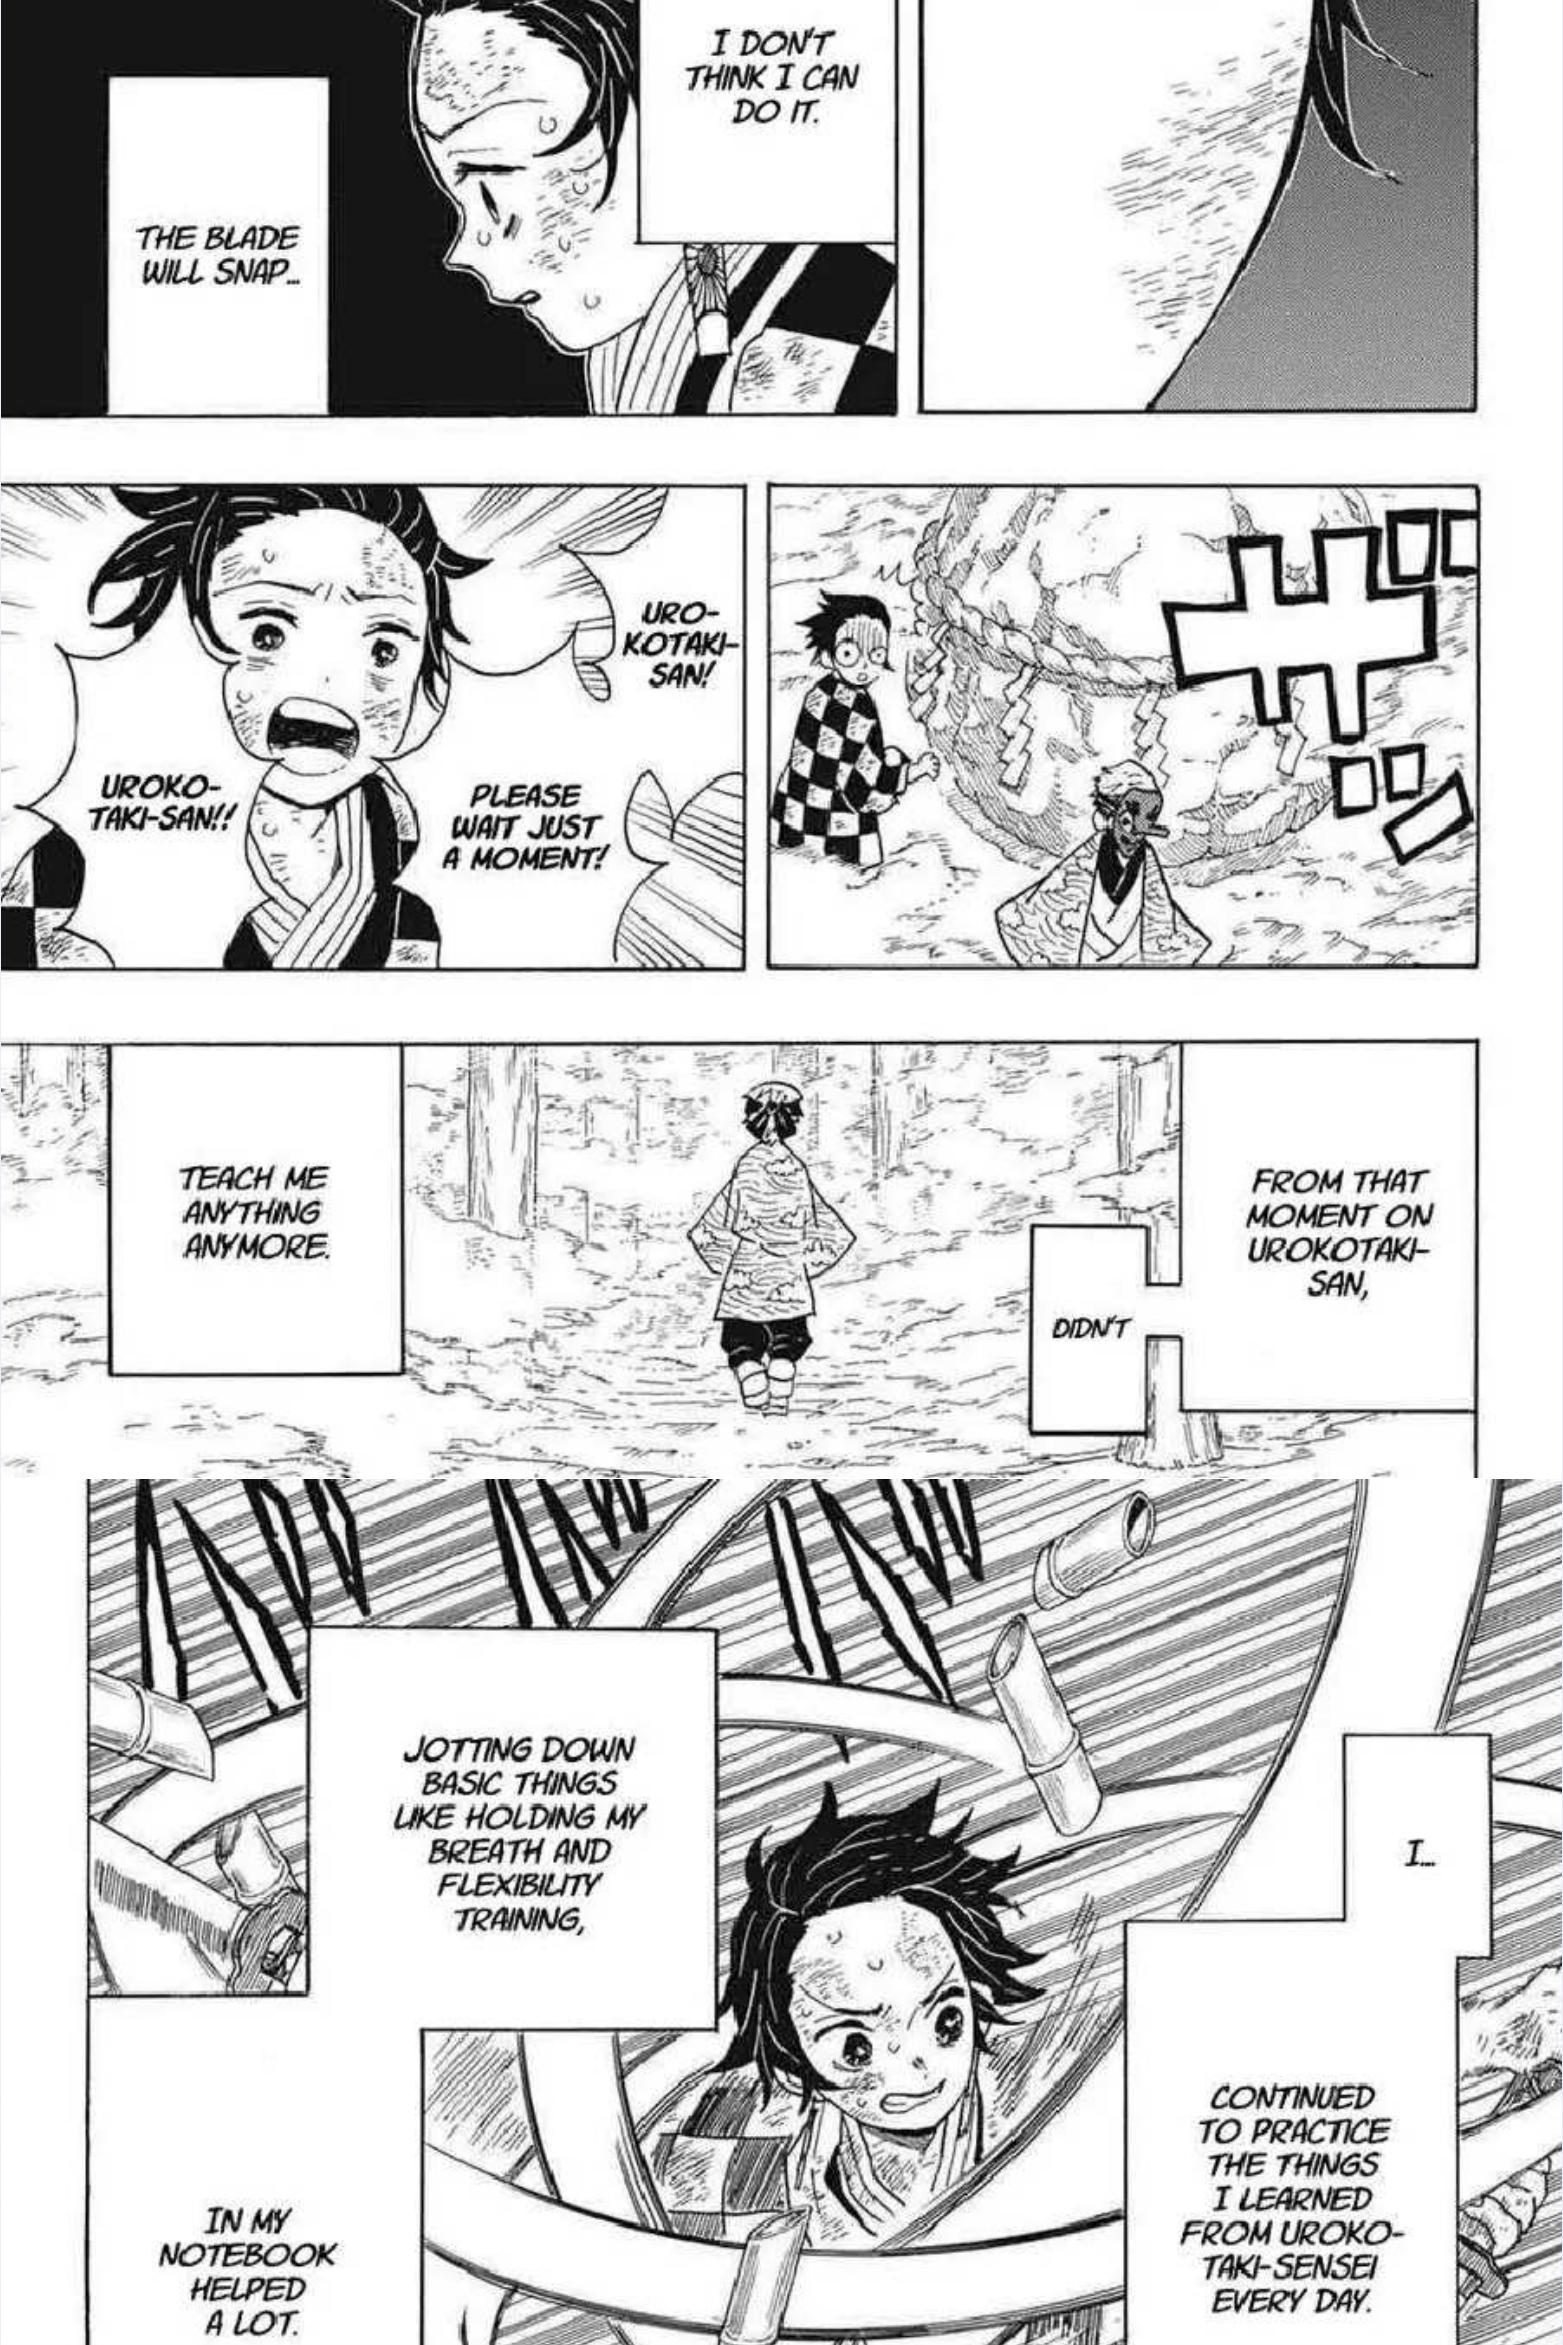 I DON'T
THINK I CAN
DO IT.
THE BLADE
WILL SNAP...
ザッ
URO-
KOTAKI-
SAN!
PLEASE
WAIT JUST
A MOMENT!
UROKO-
TAKI-SAN!!
FROM THAT
MOMENT ON
UROKOTAKI-
SAN,
DIDN'T
TEACH ME
ANYTHING
ANYMORE.
I...
CONTINUED
TO PRACTICE
THE THINGS
I LEARNED
FROM UROKO-
TAKI-SENSEI
EVERY DAY.
JOTTING DOWN
BASIC THINGS
LIKE HOLDING MY
BREATH AND
FLEXIBILITY
TRAINING,
IN MY
NOTEBOOK
HELPED
A LOT.